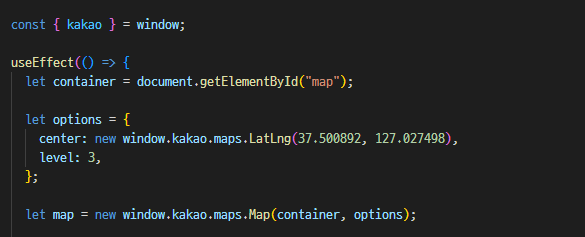 const { kakao } = window;
useEffect(() => {
let container = document.getElementById("map");
let options = {
center: new window.kakao.maps.LatLng(37.500892, 127.027498),
level: 3,
};
let map = new window.kakao.maps.Map(container, options);